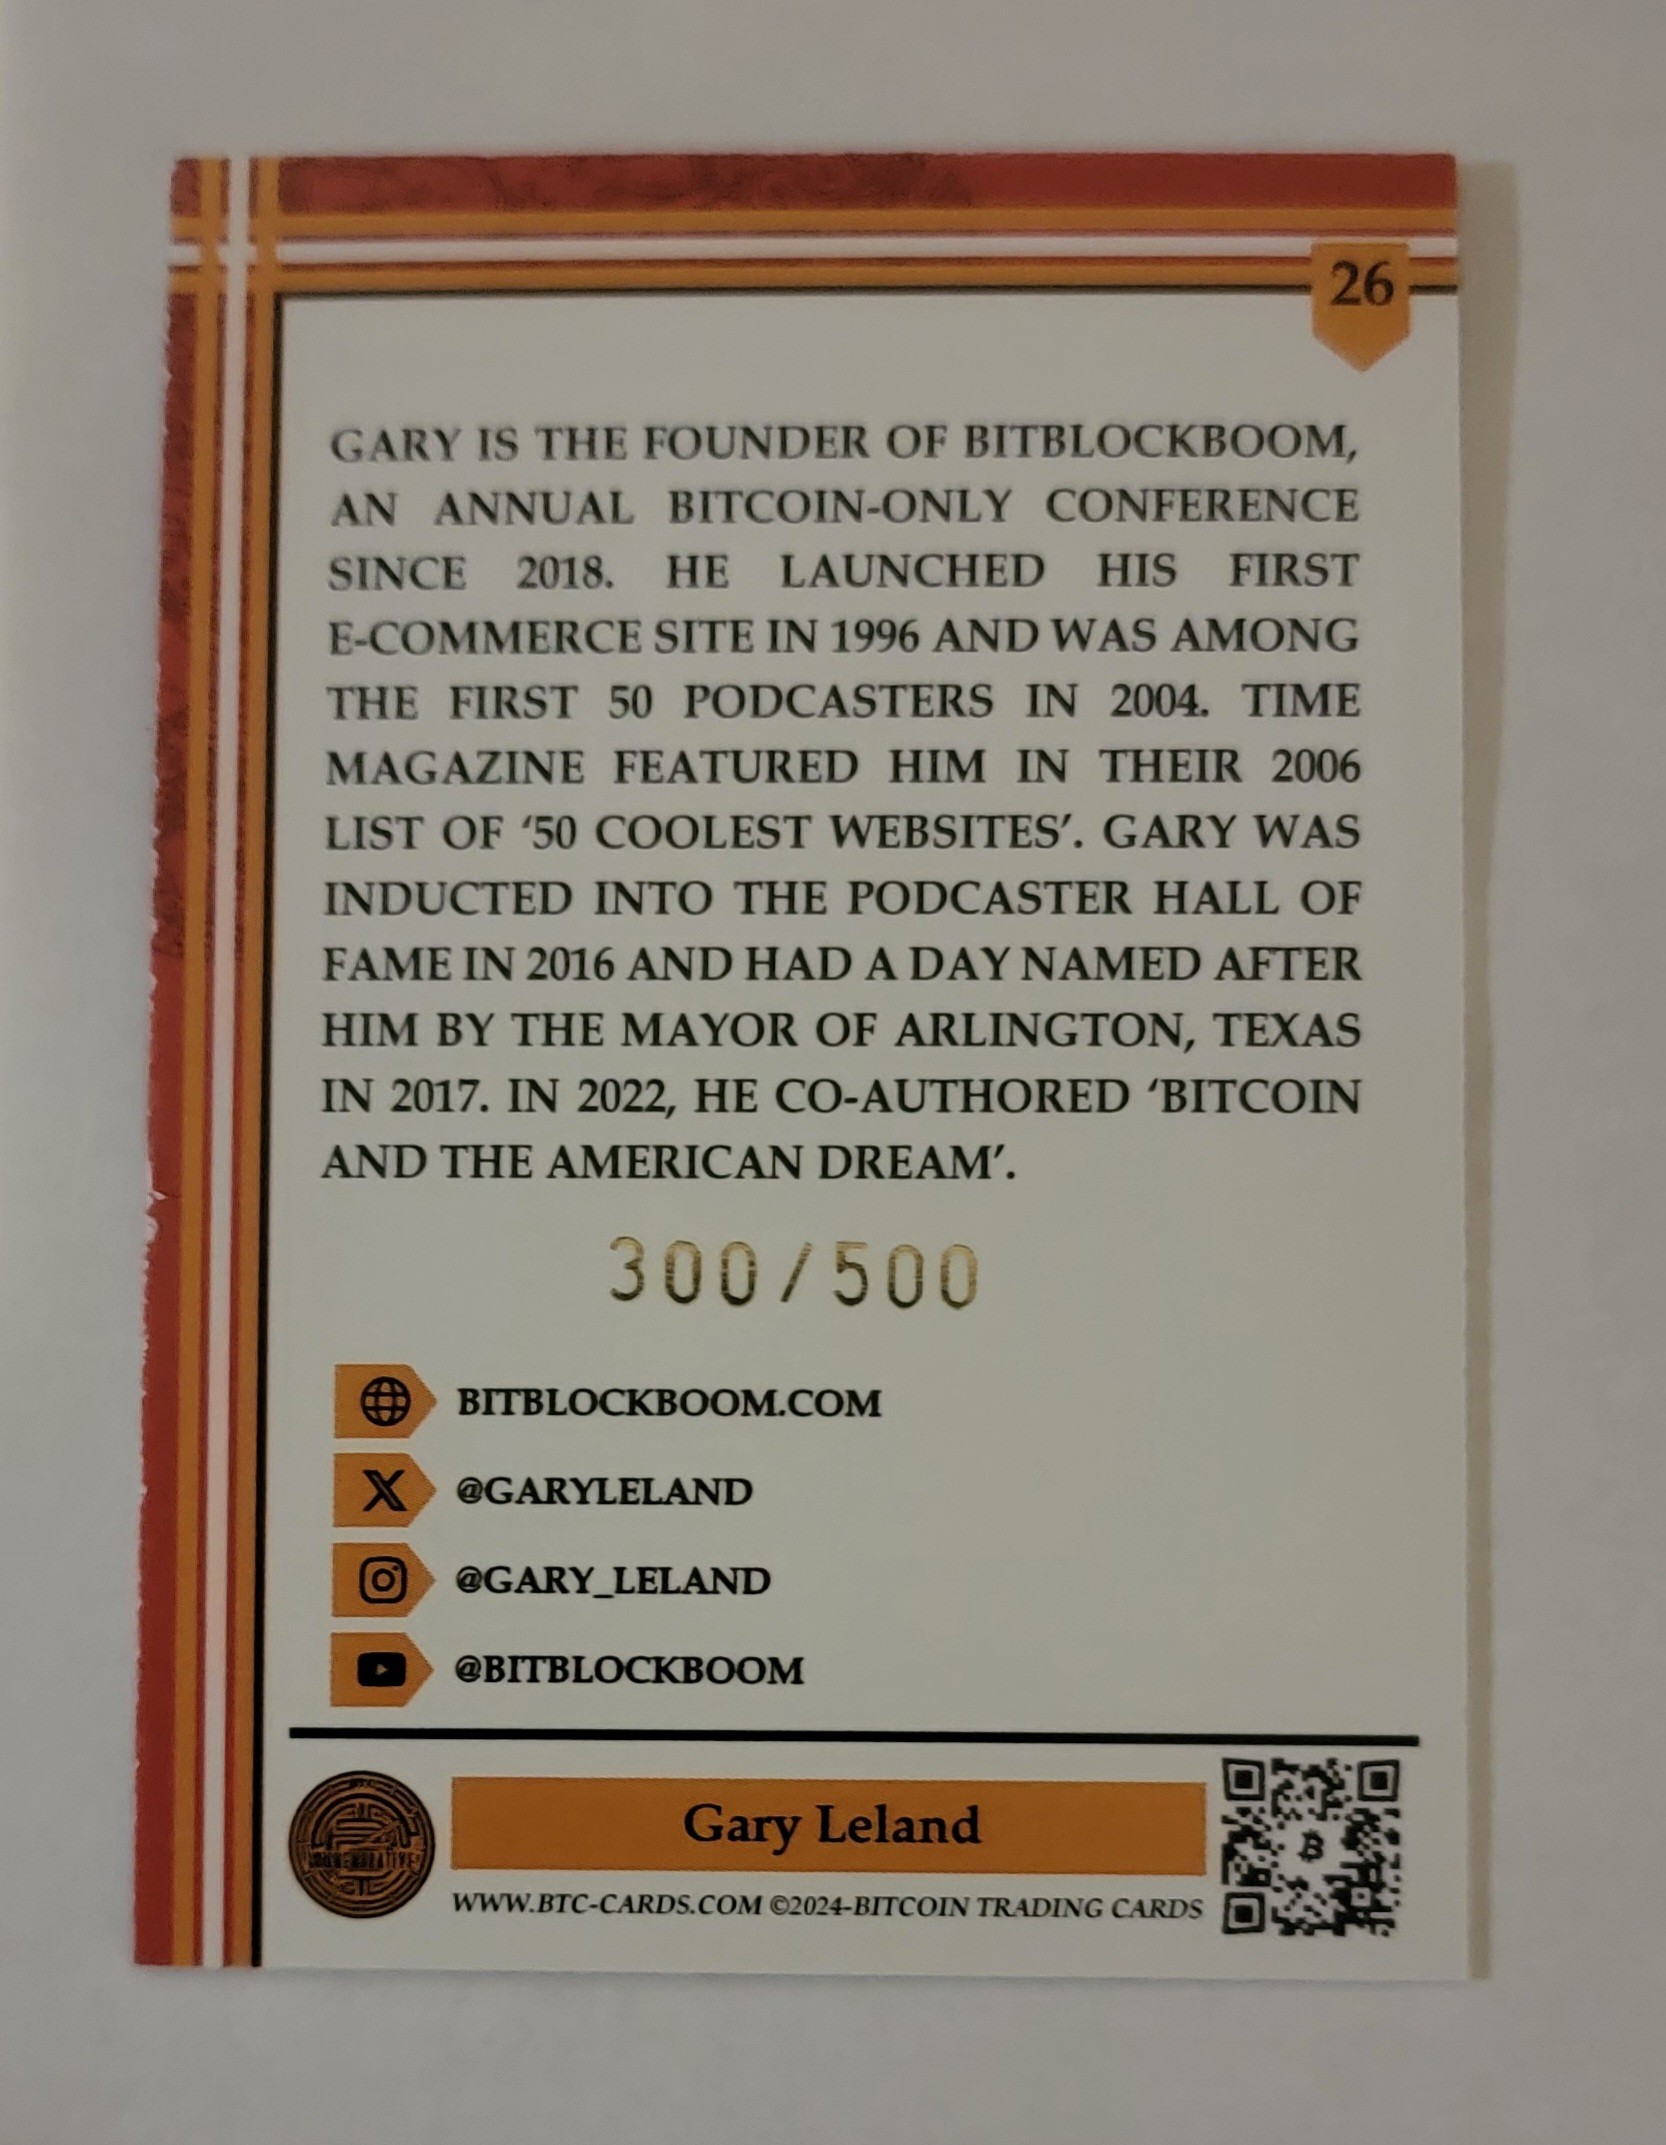 26
GARY IS THE FOUNDER OF BITBLOCKBOOM,
AN ANNUAL BITCOIN-ONLY CONFERENCE
SINCE 2018. HE LAUNCHED HIS FIRST
E-COMMERCE SITE IN 1996 AND WAS AMONG
THE FIRST 50 PODCASTERS IN 2004. TIME
MAGAZINE FEATURED HIM IN THEIR 2006
LIST OF ‘50 COOLEST WEBSITES’. GARY WAS
INDUCTED INTO THE PODCASTER HALL OF
FAME IN 2016 AND HAD A DAY NAMED AFTER
HIM BY THE MAYOR OF ARLINGTON, TEXAS
IN 2017. IN 2022, HE CO-AUTHORED ‘BITCOIN
AND THE AMERICAN DREAM’.
300/500
BITBLOCKBOOM.COM
@GARYLELAND
@GARY_LELAND
@BITBLOCKBOOM
COMMEMORATIVE
Gary Leland
WWW.BTC-CARDS.COM ©2024-BITCOIN TRADING CARDS